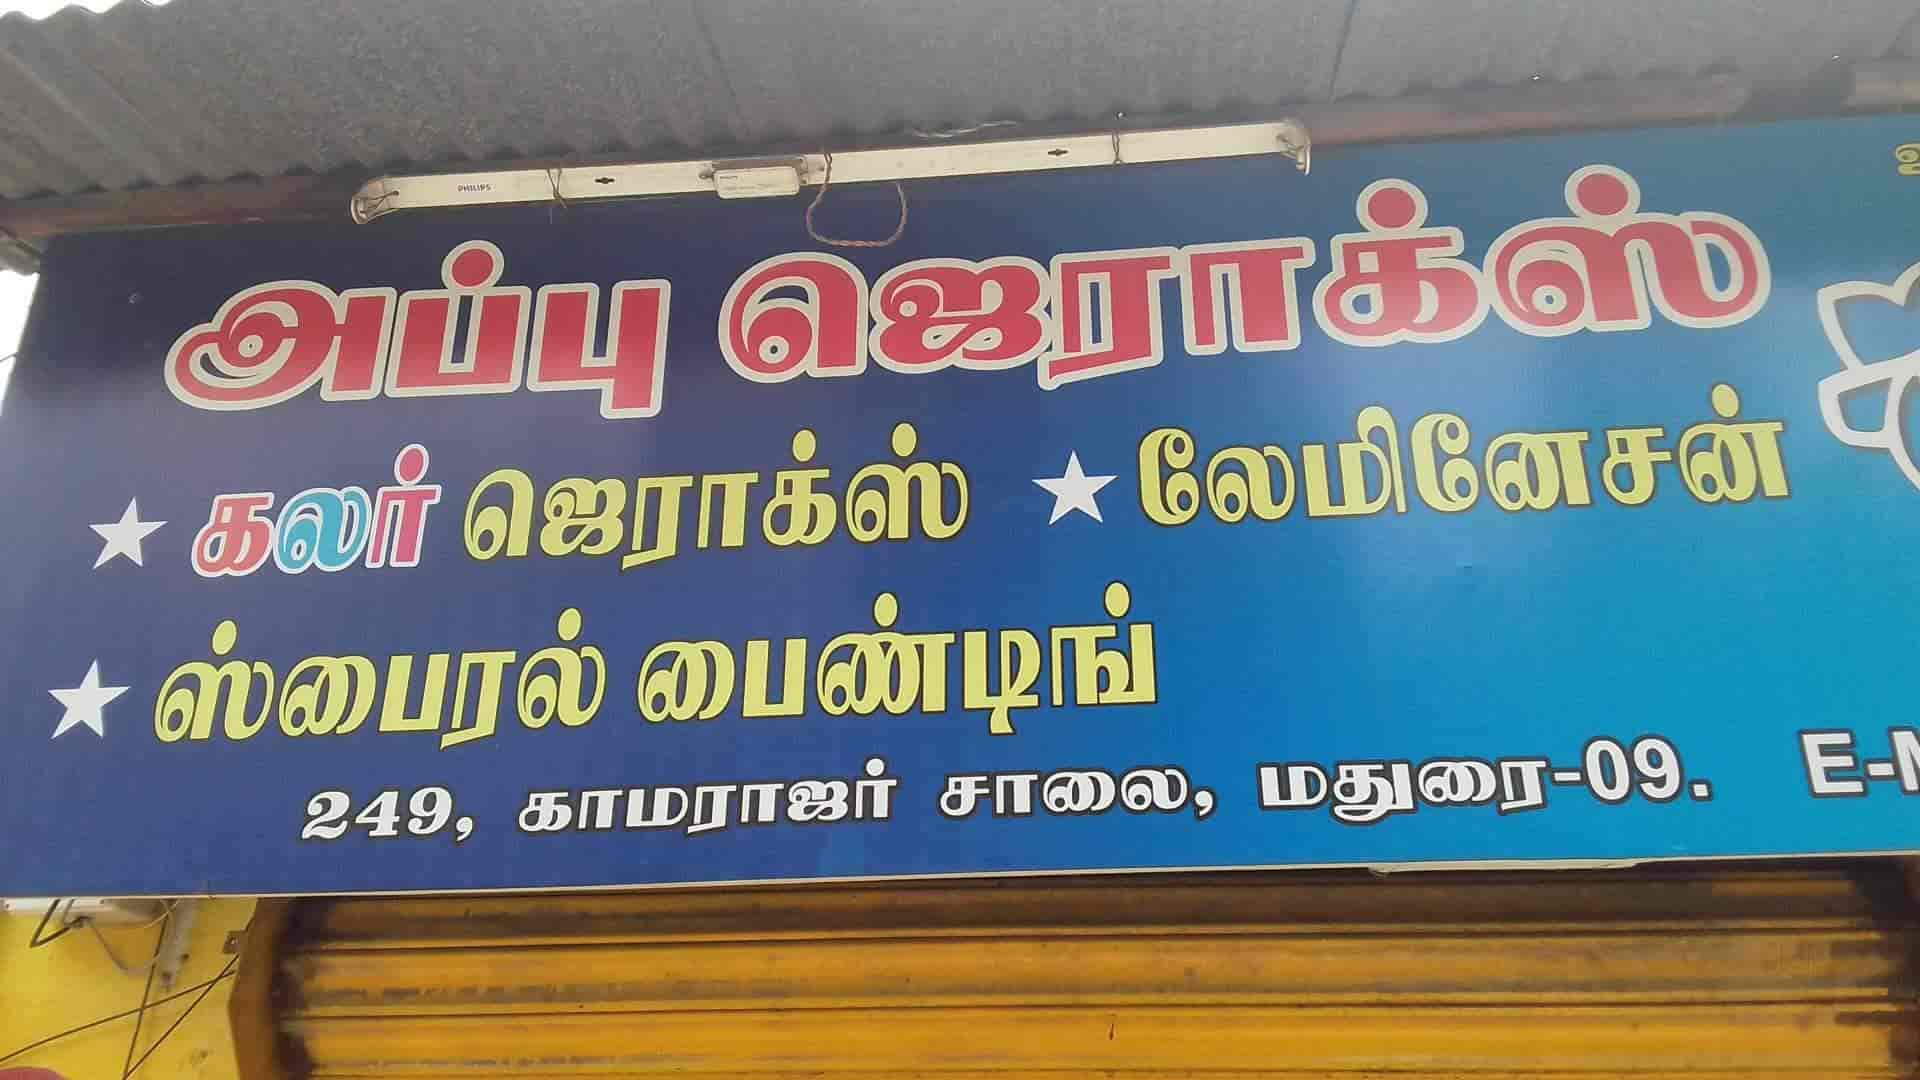 PHILIPS
அப்பு ஜெராக்ஸ்
★ கலர் ஜெராக்ஸ் ★ லேமினேசன்
★ ஸ்பைரல் பைண்டிங்
249, காமராஜர் சாலை, மதுரை-09. E-M